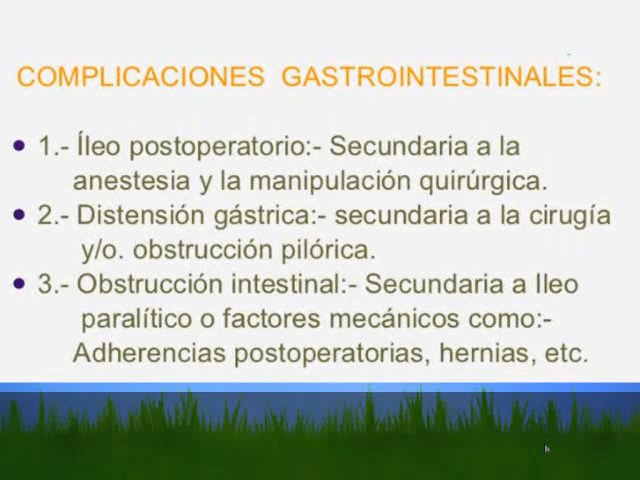 COMPLICACIONES GASTROINTESTINALES:
1.- Íleo postoperatorio:- Secundaria a la
anestesia y la manipulación quirúrgica.
2.- Distensión gástrica:- secundaria a la cirugía
y/o. obstrucción pilórica.
3.- Obstrucción intestinal:- Secundaria a Ileo
paralítico o factores mecánicos como:-
Adherencias postoperatorias, hernias, etc.